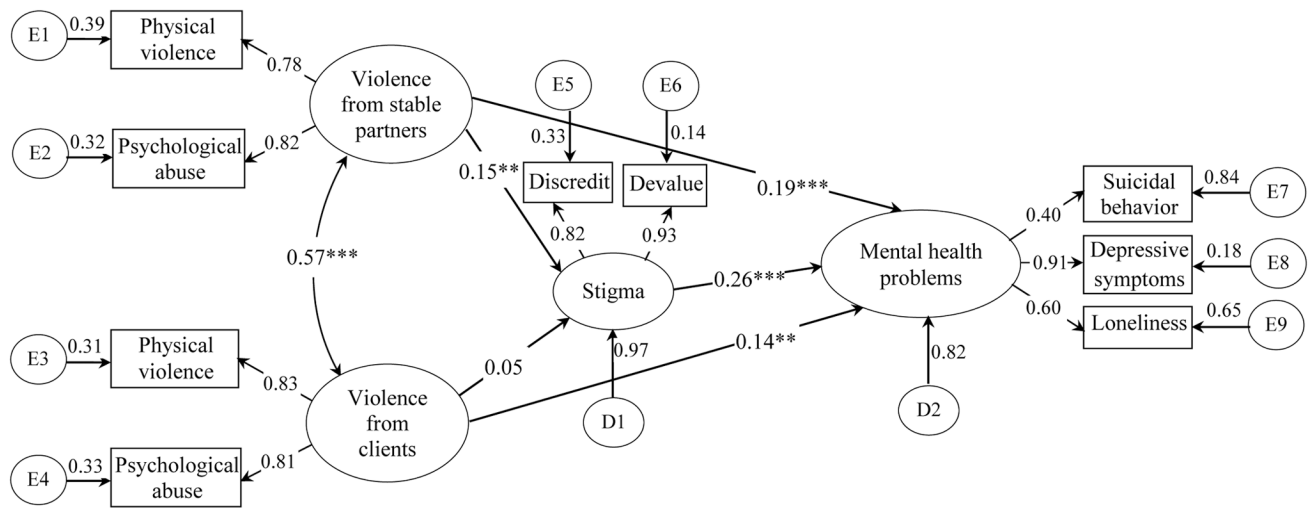 E1
0.39
Physical
violence
0.78
E2
0.32
Psychological
abuse
0.82
Violence
from stable
partners
0.57***
E3
0.31
Physical
violence
0.83
E4
0.33
Psychological
abuse
0.81
Violence
from
clients
0.15**
0.05
E5
0.33
Discredit
0.82
E6
0.14
Devalue
0.93
Stigma
0.97
D1
0.19***
0.26***
0.14**
Mental health
problems
0.82
D2
0.40
Suicidal
behavior
0.84
E7
0.91
Depressive
symptoms
0.18
E8
0.60
Loneliness
0.65
E9